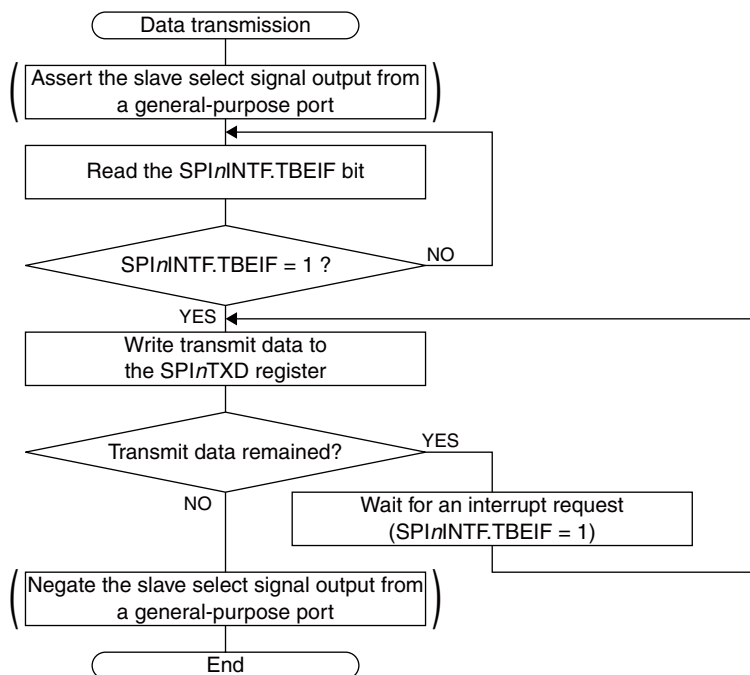 Data transmission
Assert the slave select signal output from
a general-purpose port
Read the SPInINTF.TBEIF bit
SPInINTF.TBEIF = 1 ?
NO
YES
Write transmit data to
the SPInTXD register
Transmit data remained?
YES
NO
Wait for an interrupt request
(SPInINTF.TBEIF = 1)
Negate the slave select signal output from
a general-purpose port
End